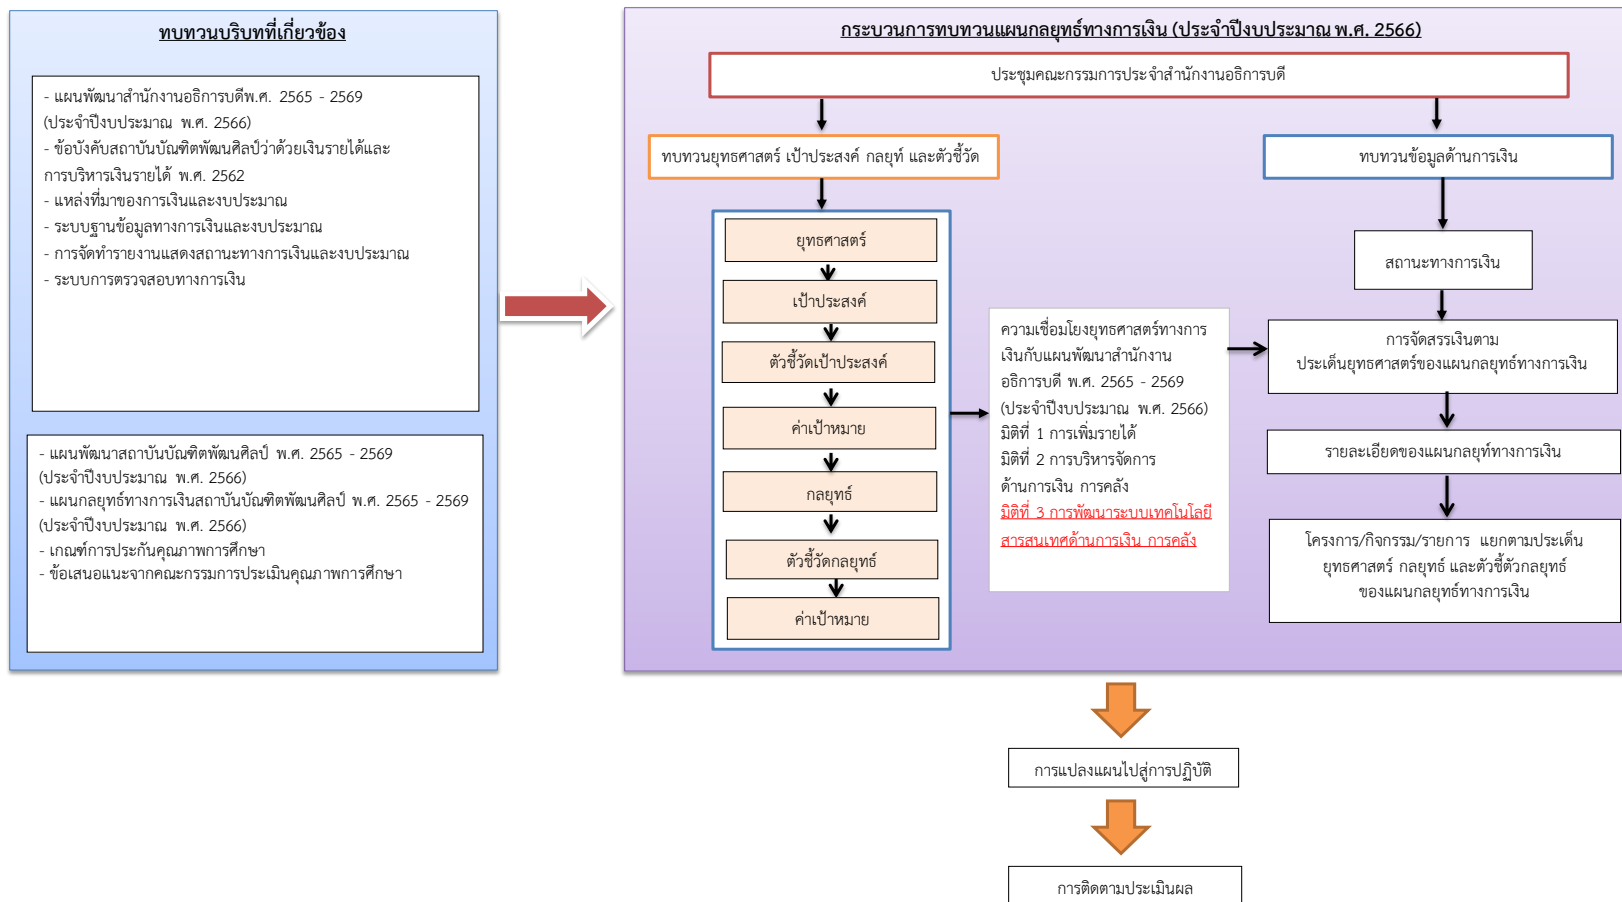 ทบทวนบริบทที่เกี่ยวข้อง
- แผนพัฒนาสำนักงานอธิการบดีพ.ศ. 2565 - 2569
(ประจำปีงบประมาณ พ.ศ. 2566)
- ข้อบังคับสถาบันบัณฑิตพัฒนศิลป์ว่าด้วยเงินรายได้และ
การบริหารเงินรายได้ พ.ศ. 2562
- แหล่งที่มาของการเงินและงบประมาณ
- ระบบฐานข้อมูลทางการเงินและงบประมาณ
- การจัดทำรายงานแสดงสถานะทางการเงินและงบประมาณ
- ระบบการตรวจสอบทางการเงิน
- แผนพัฒนาสถาบันบัณฑิตพัฒนศิลป์ พ.ศ. 2565 - 2569
(ประจำปีงบประมาณ พ.ศ. 2566)
- แผนกลยุทธ์ทางการเงินสถาบันบัณฑิตพัฒนศิลป์ พ.ศ. 2565 - 2569
(ประจำปีงบประมาณ พ.ศ. 2566)
- เกณฑ์การประกันคุณภาพการศึกษา
- ข้อเสนอแนะจากคณะกรรมการประเมินคุณภาพการศึกษา
กระบวนการทบทวนแผนกลยุทธ์ทางการเงิน (ประจำปีงบประมาณ พ.ศ. 2566)
ประชุมคณะกรรมการประจำสำนักงานอธิการบดี
ทบทวนยุทธศาสตร์ เป้าประสงค์ กลยุท์ และตัวชี้วัด
ยุทธศาสตร์
เป้าประสงค์
ตัวชี้วัดเป้าประสงค์
ค่าเป้าหมาย
กลยุทธ์
ตัวชี้วัดกลยุทธ์
ค่าเป้าหมาย
ความเชื่อมโยงยุทธศาสตร์ทางการ
เงินกับแผนพัฒนาสำนักงาน
อธิการบดี พ.ศ. 2565 - 2569
(ประจำปีงบประมาณ พ.ศ. 2566)
มิติที่ 1 การเพิ่มรายได้
มิติที่ 2 การบริหารจัดการ
ด้านการเงิน การคลัง
มิติที่ 3 การพัฒนาระบบเทคโนโลยี
สารสนเทศด้านการเงิน การคลัง
ทบทวนข้อมูลด้านการเงิน
สถานะทางการเงิน
การจัดสรรเงินตาม
ประเด็นยุทธศาสตร์ของแผนกลยุทธ์ทางการเงิน
รายละเอียดของแผนกลยุท์ทางการเงิน
โครงการ/กิจกรรม/รายการ แยกตามประเด็น
ยุทธศาสตร์ กลยุทธ์ และตัวชี้ตัวกลยุทธ์
ของแผนกลยุทธ์ทางการเงิน
การแปลงแผนไปสู่การปฏิบัติ
การติดตามประเมินผล